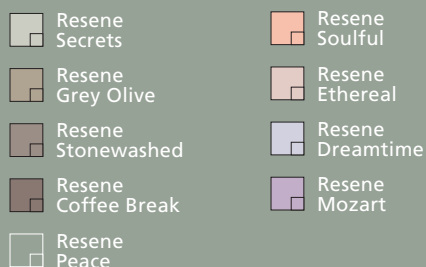 Resene
Secrets
Resene
Grey Olive
Resene
Stonewashed
Resene
Coffee Break
Resene
Peace
Resene
Soulful
Resene
Ethereal
Resene
Dreamtime
Resene
Mozart